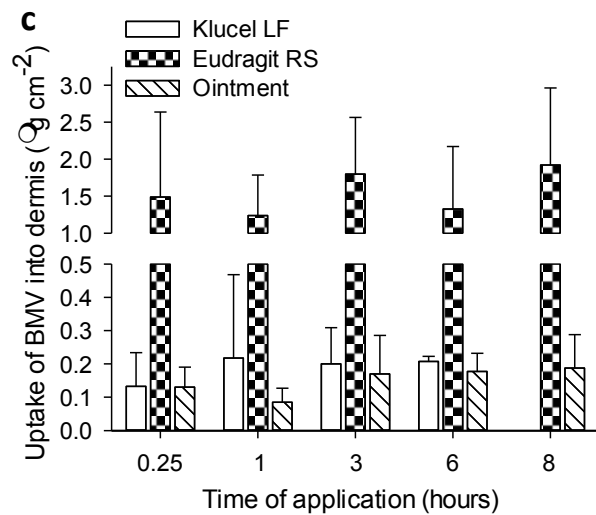 c
Klucel LF
Eudragit RS
Ointment
Uptake of BMV into dermis (❍g cm-2)
3.0
2.5
2.0
1.5
1.0
0.5
0.4
0.3
0.2
0.1
0.0
0.25 1 3 6 8
Time of application (hours)